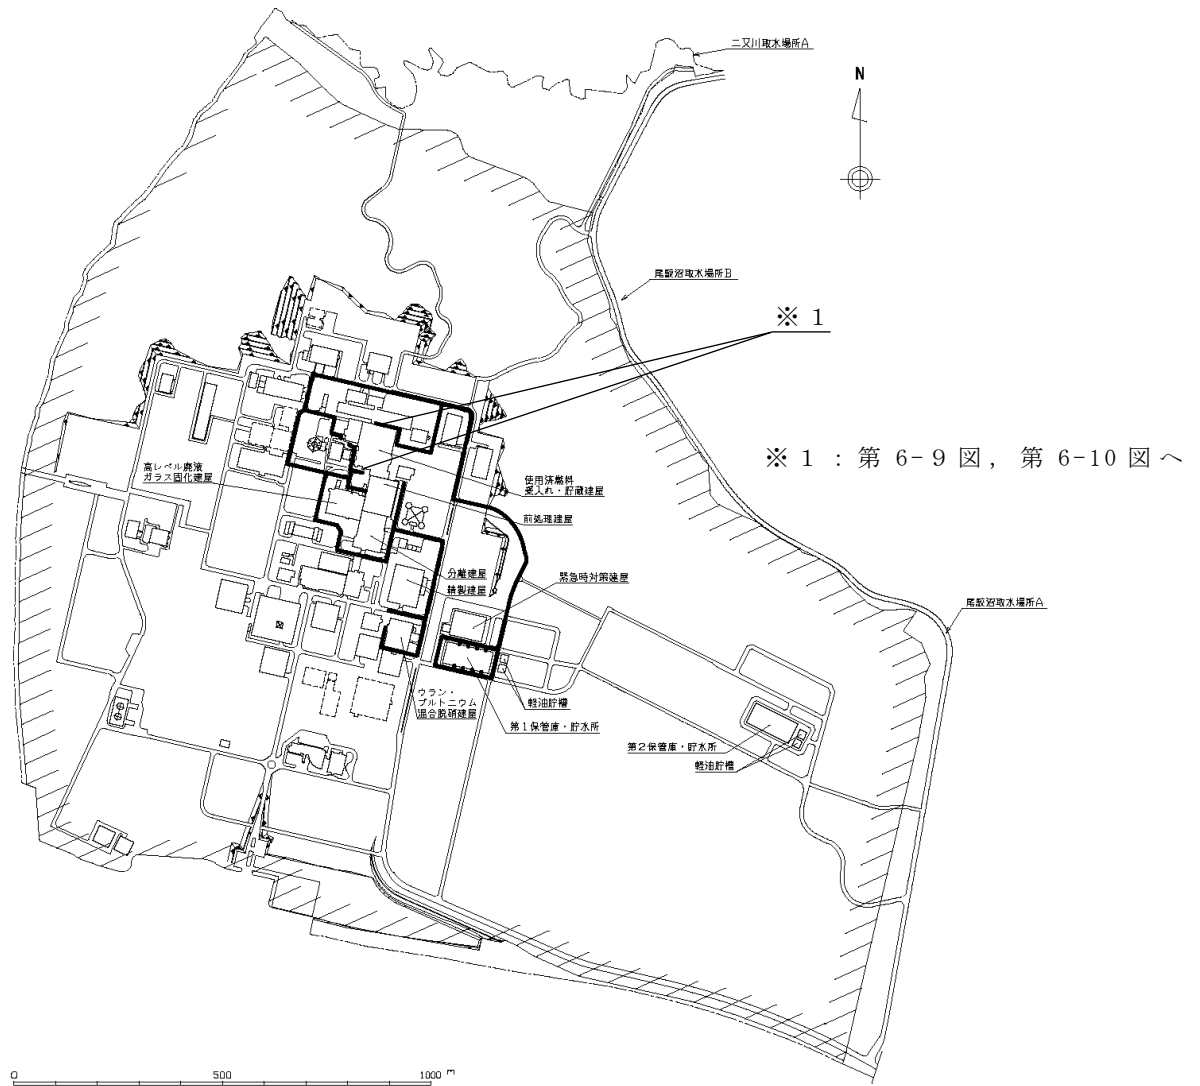 二又川取水場所A
N
尾駮沼取水場所B
※1
※1：第 6-9 図，第 6-10 図へ
高レベル廃液
ガラス固化建屋
使用済燃料
受入れ・貯蔵建屋
前処理建屋
分離建屋
精製建屋
緊急時対策建屋
尾駮沼取水場所A
ウラン・
プルトニウム
混合脱硝建屋
軽油貯槽
第1保管庫・貯水所
第2保管庫・貯水所
軽油貯槽
0 500 1000 m